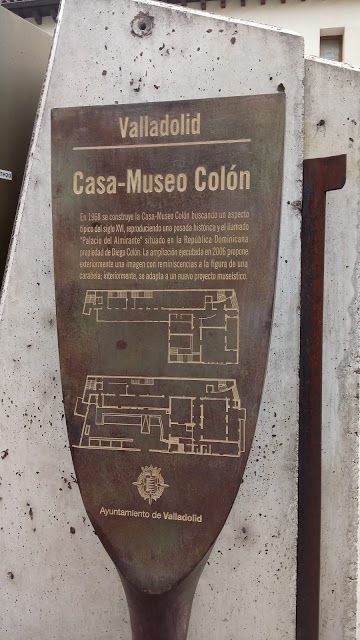 Valladolid
Casa-Museo Colón
En 1968 se construye la Casa-Museo Colón buscando un aspecto
típico del siglo XVI, reproduciendo una posada histórica y el llamado
"Palacio del Almirante" situado en la República Dominicana
propiedad de Diego Colón. La ampliación ejecutada en 2006 propone
exteriormente una imagen con reminiscencias a la figura de una
carabela; interiormente, se adapta a un nuevo proyecto museístico.
Ayuntamiento de Valladolid